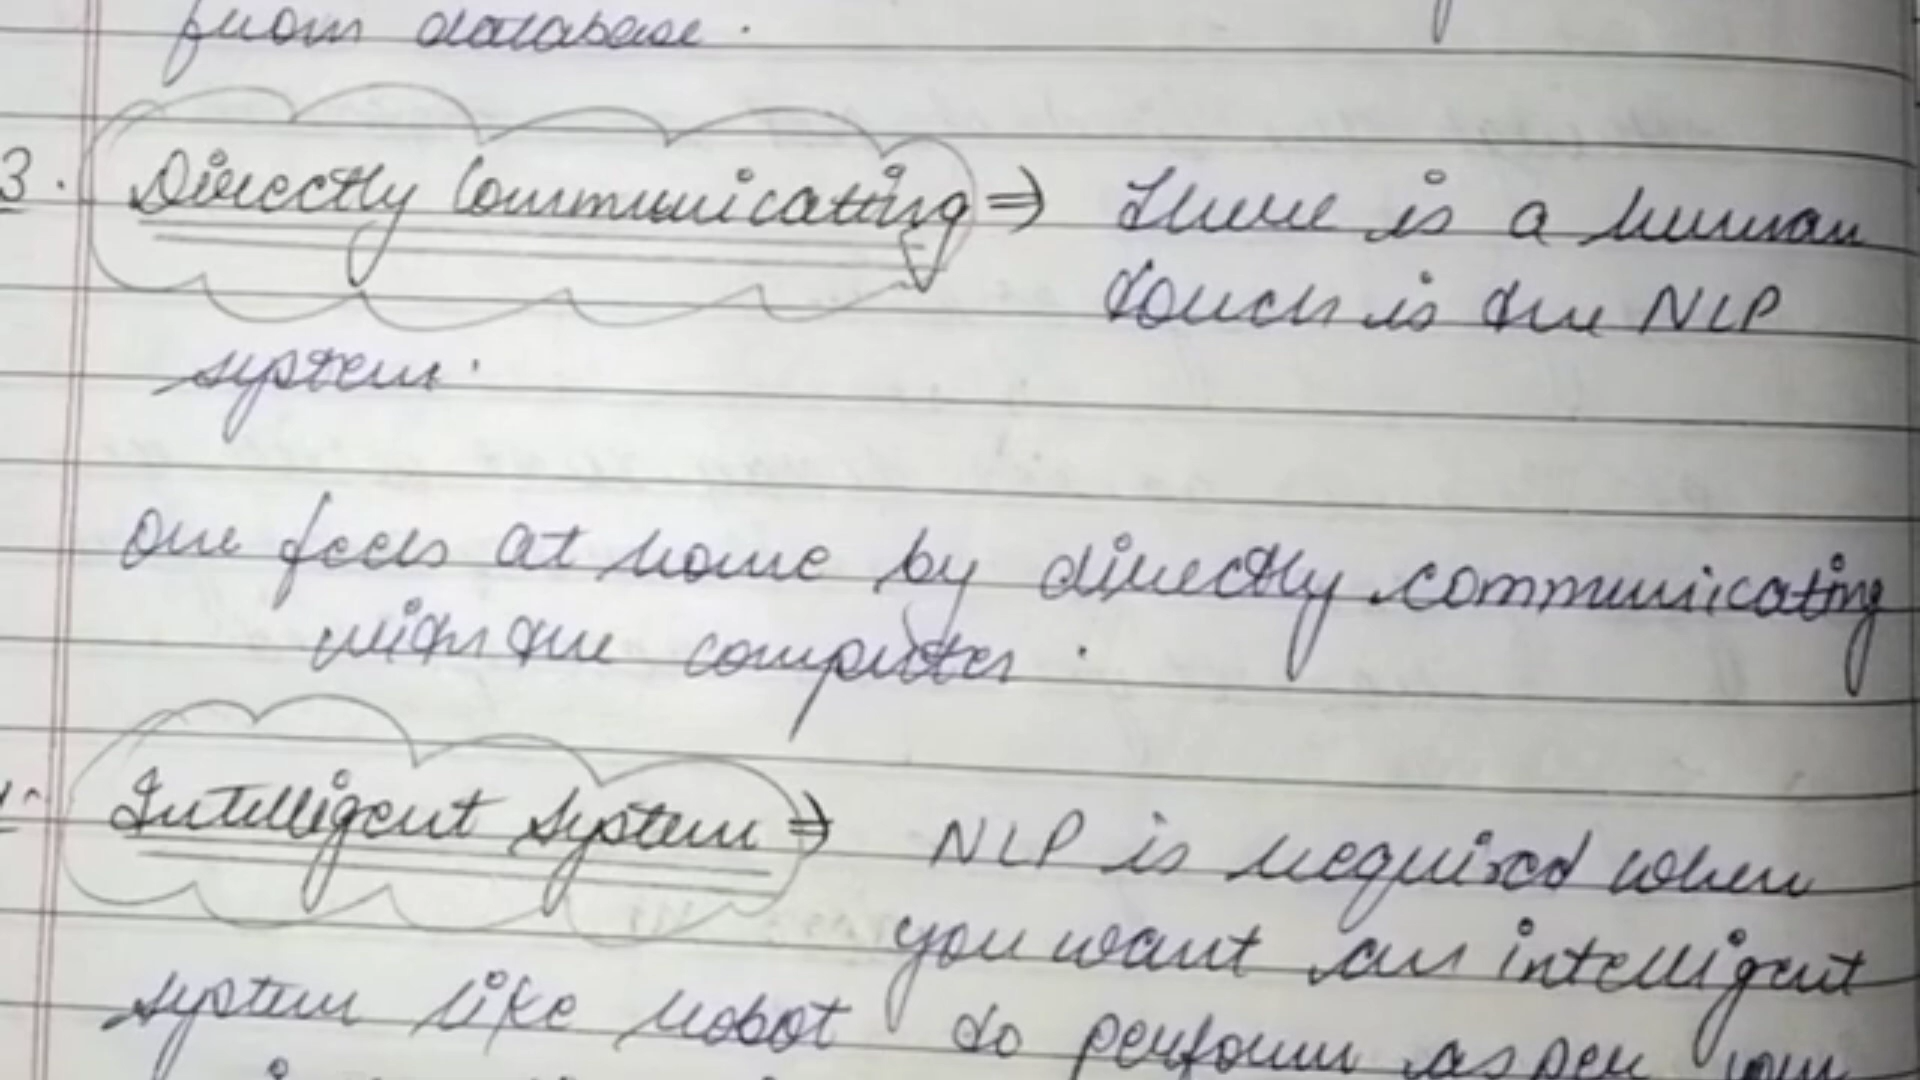 from database.
3. Directly Communicating ⇒ There is a human
touch is the NLP
system.
One feels at home by directly communicating
with the computer.
Intelligent System ⇒ NLP is required when
you want an intelligent
system like robot to perform as per your